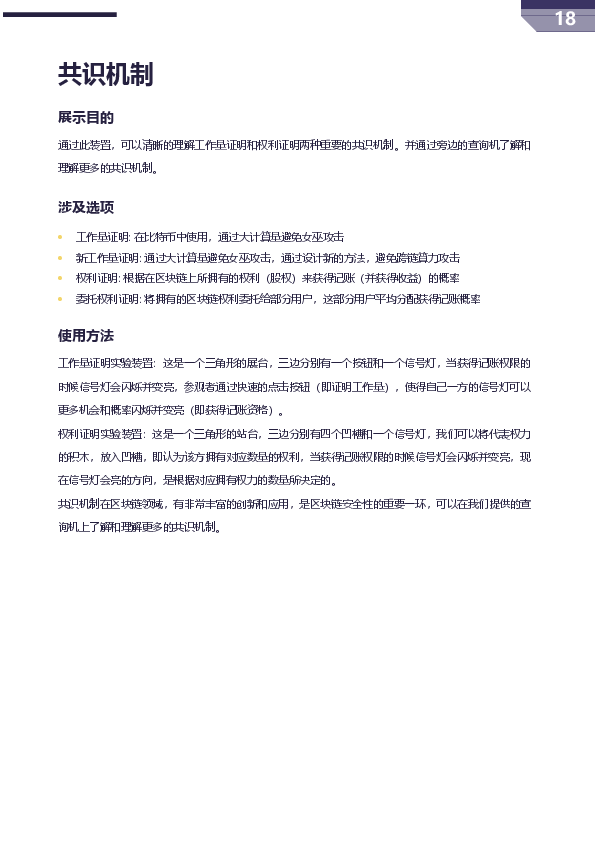 18
共识机制
展示目的
通过此装置，可以清晰的理解工作量证明和权利证明两种重要的共识机制。并通过旁边的查询机了解和
理解更多的共识机制。
涉及选项
工作量证明: 在比特币中使用，通过大计算量避免女巫攻击
新工作量证明: 通过大计算量避免女巫攻击，通过设计新的方法，避免跨链算力攻击
权利证明: 根据在区块链上所拥有的权利（股权）来获得记账（并获得收益）的概率
委托权利证明: 将拥有的区块链权利委托给部分用户，这部分用户平均分配获得记账概率
使用方法
工作量证明实验装置：这是一个三角形的展台，三边分别有一个按钮和一个信号灯，当获得记账权限的
时候信号灯会闪烁并变亮，参观者通过快速的点击按钮（即证明工作量），使得自己一方的信号灯可以
更多机会和概率闪烁并变亮（即获得记账资格）。
权利证明实验装置：这是一个三角形的站台，三边分别有四个凹槽和一个信号灯，我们可以将代表权力
的积木，放入凹槽，即认为该方拥有对应数量的权利，当获得记账权限的时候信号灯会闪烁并变亮，现
在信号灯会亮的方向，是根据对应拥有权力的数量所决定的。
共识机制在区块链领域，有非常丰富的创新和应用，是区块链安全性的重要一环，可以在我们提供的查
询机上了解和理解更多的共识机制。